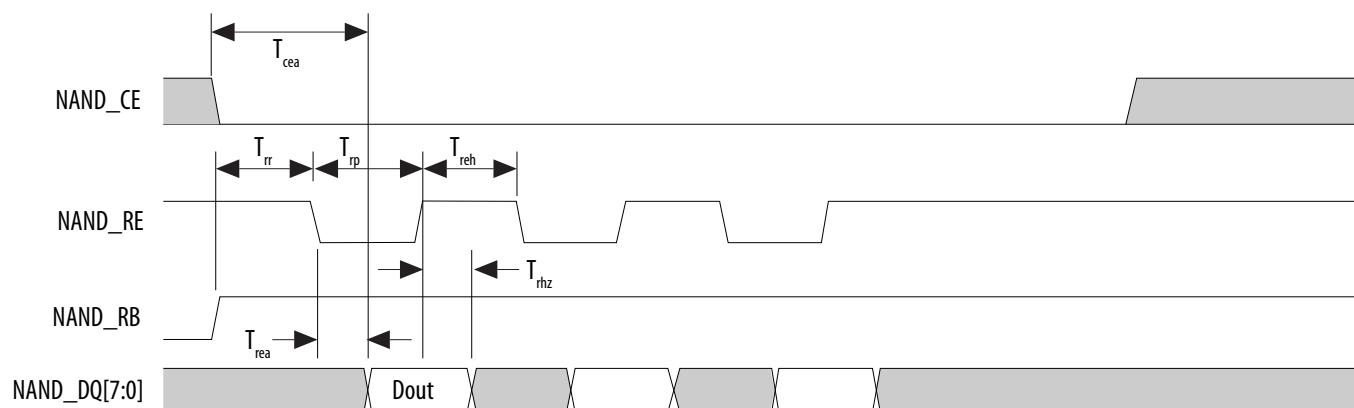 Tcea
NAND_CE
Trr
Trp
Treh
NAND_RE
Trhz
NAND_RB
Trea
NAND_DQ[7:0]
Dout